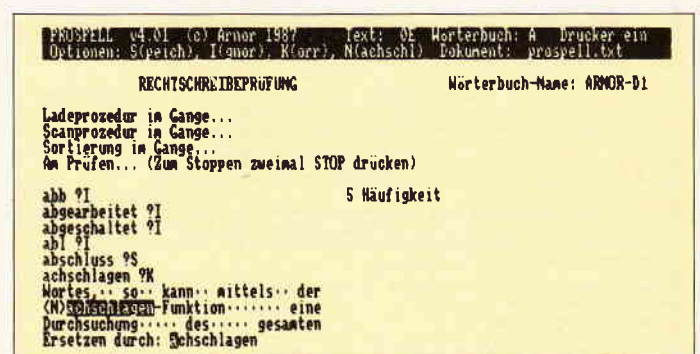 PROSPELL v4.01 (c) Arnor 1987 Text: DE Wörterbuch: A Drucker ein
Optionen: S(peich), I(gnor), K(orr), N(achschl) Dokument: prospell.txt
RECHTSCHREIBEPRüFUNG Wörterbuch-Name: ARNOR-D1
Ladeprozedur im Gange...
Scanprozedur im Gange...
Sortierung im Gange...
Am Prüfen... (Zum Stoppen zweimal STOP drücken)
abb ?I 5 Häufigkeit
abgearbeitet ?I
abgeschaltet ?I
abl ?I
abschluss ?S
achschlagen ?K
Wortes,·· so·· kann·· mittels·· der
(N)achschlagen-Funktion······· eine
Durchsuchung····· des····· gesamten
Ersetzen durch: achschlagen